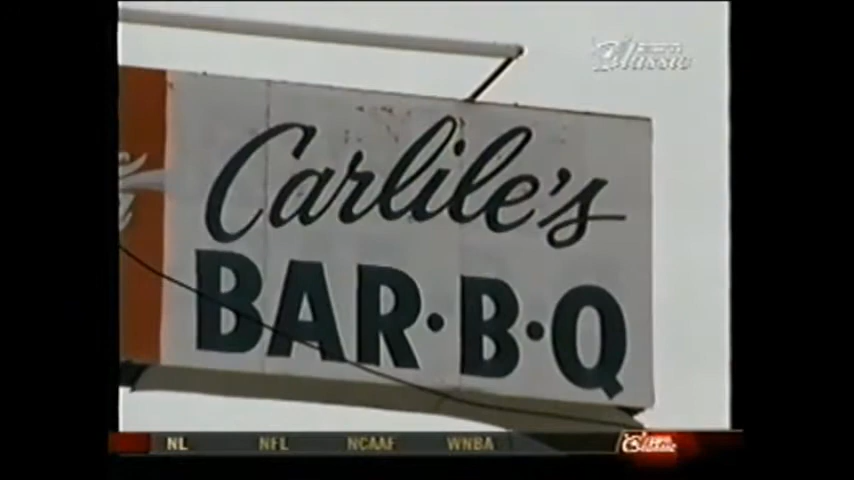 Classic
Carlile's
BAR·B·Q
NL NFL NCAAF WNBA
Classic